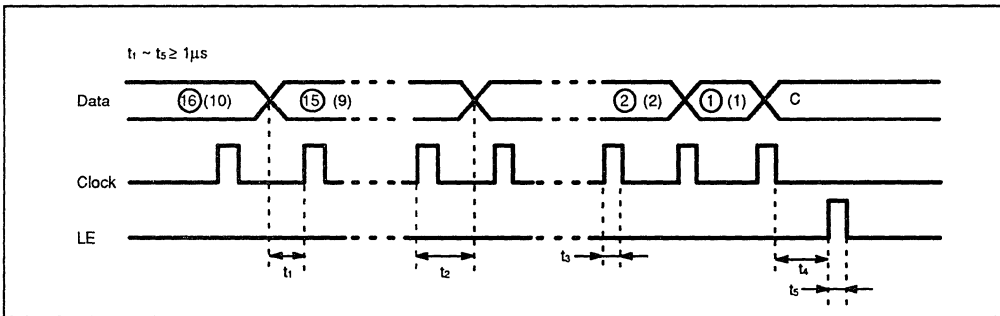 t₁ ~ t₅ ≥ 1µs
Data ⑯(10) ⑮ (9) ② (2) ① (1) C
Clock
LE
t₁ t₂ t₃ t₄
t₅